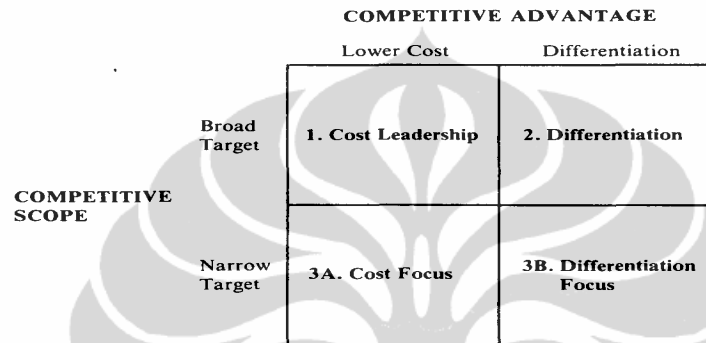 COMPETITIVE ADVANTAGE
Lower Cost Differentiation
Broad
Target
1. Cost Leadership
2. Differentiation
COMPETITIVE
SCOPE
Narrow
Target
3A. Cost Focus
3B. Differentiation
Focus